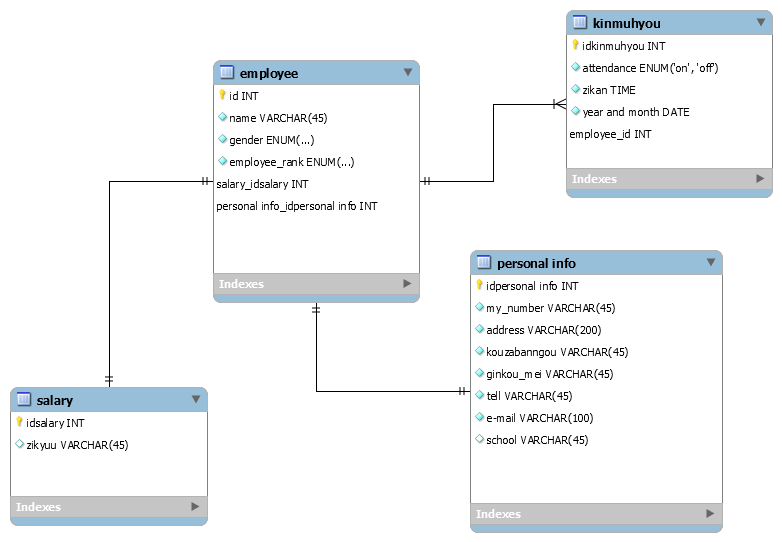 employee
id INT
name VARCHAR(45)
gender ENUM(...)
employee_rank ENUM(...)
salary_idsalary INT
personal info_idpersonal info INT
Indexes
kinmuhyou
idkinmuhyou INT
attendance ENUM('on', 'off')
zikan TIME
year and month DATE
employee_id INT
Indexes
personal info
idpersonal info INT
my_number VARCHAR(45)
address VARCHAR(200)
kouzabanngou VARCHAR(45)
ginkou_mei VARCHAR(45)
tell VARCHAR(45)
e-mail VARCHAR(100)
school VARCHAR(45)
Indexes
salary
idsalary INT
zikyuu VARCHAR(45)
Indexes